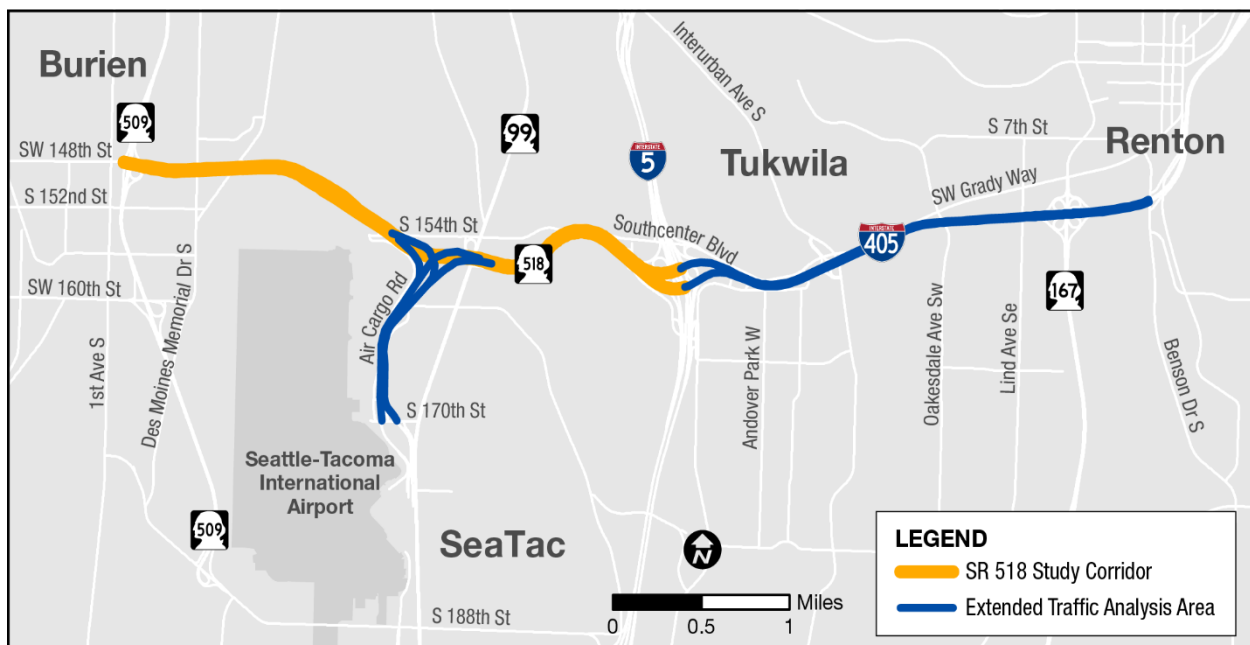 Burien
509
SW 148th St
S 152nd St
SW 160th St
1st Ave S
Des Moines Memorial Dr S
509
Seattle-Tacoma
International
Airport
99
S 154th St
Air Cargo Rd
S 170th St
518
SeaTac
S 188th St
INTERSTATE
5
Interurban Ave S
Tukwila
Southcenter Blvd
Andover Park W
INTERSTATE
405
S 7th St
SW Grady Way
Renton
Oakesdale Ave Sw
Lind Ave Se
167
Benson Dr S
N
Miles
0 0.5 1
LEGEND
SR 518 Study Corridor
Extended Traffic Analysis Area